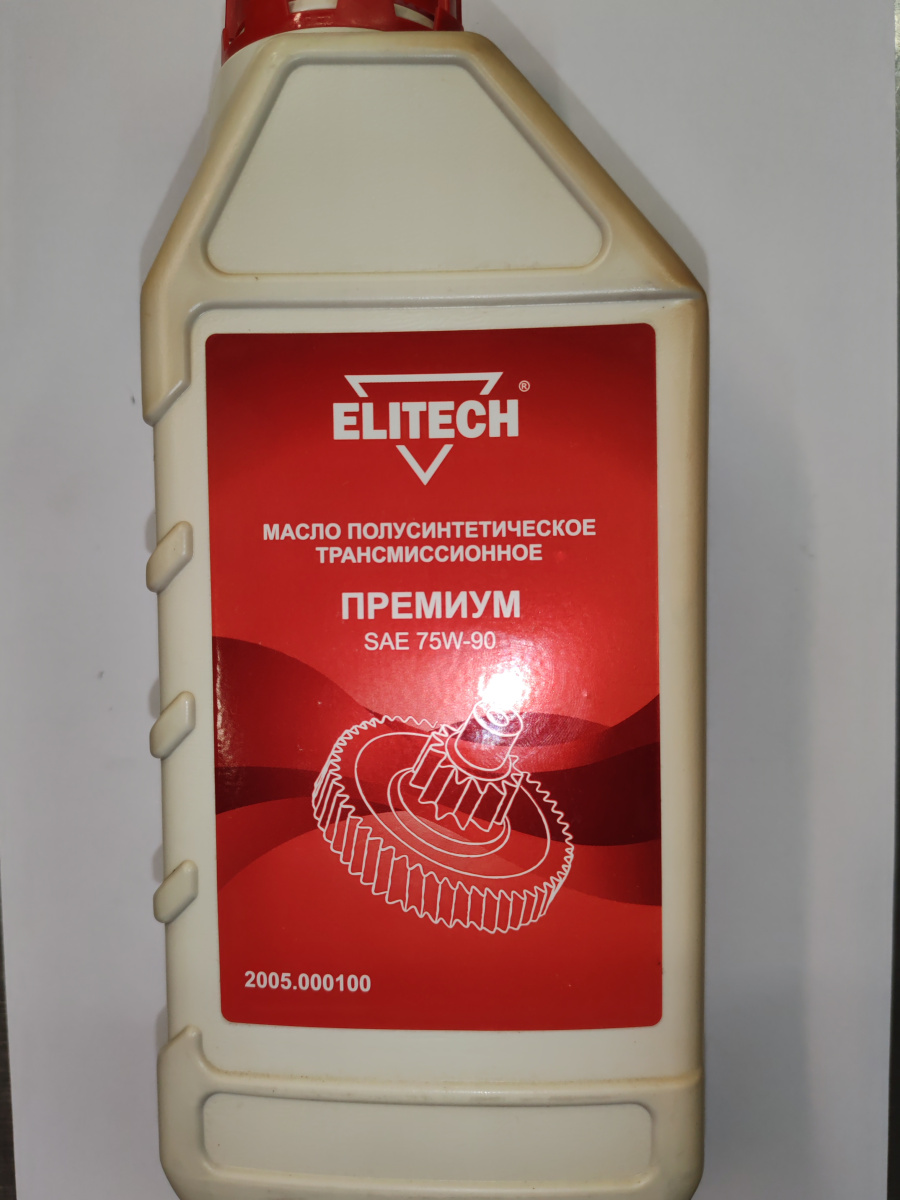 ELITECH®
МАСЛО ПОЛУСИНТЕТИЧЕСКОЕ
ТРАНСМИССИОННОЕ
ПРЕМИУМ
SAE 75W-90
2005.000100